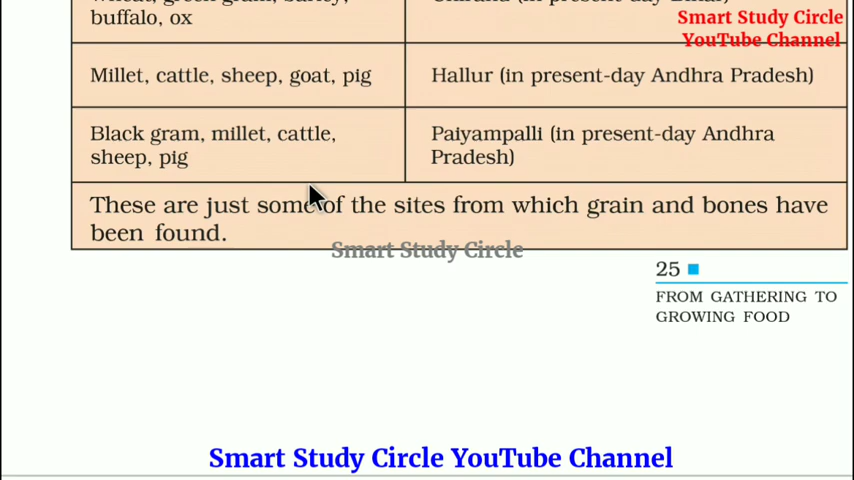 Smart Study Circle
YouTube Channel
buffalo, ox
Millet, cattle, sheep, goat, pig
Hallur (in present-day Andhra Pradesh)
Black gram, millet, cattle,
sheep, pig
Paiyampalli (in present-day Andhra
Pradesh)
These are just some of the sites from which grain and bones have
been found.
Smart Study Circle
25
FROM GATHERING TO
GROWING FOOD
Smart Study Circle YouTube Channel